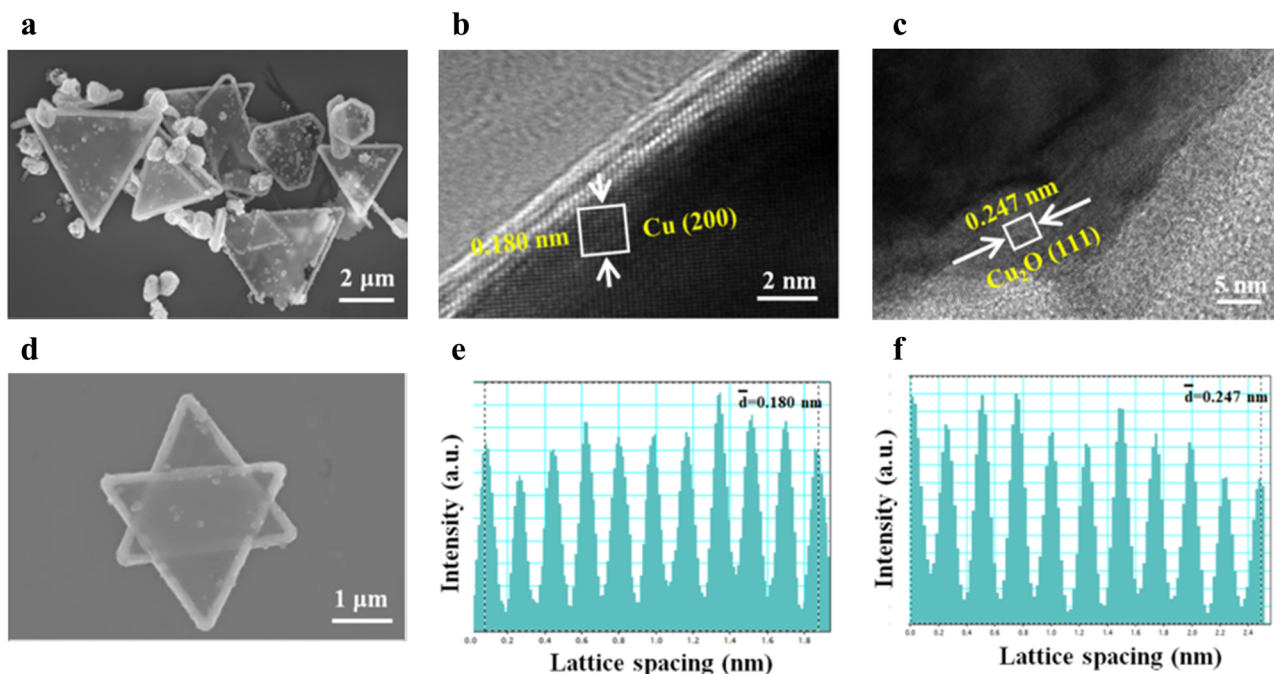 a
b
c
2 μm
0.180 nm
Cu (200)
2 nm
0.247 nm
Cu₂O (111)
5 nm
d
e
f
1 μm
Intensity (a.u.)
d̅=0.180 nm
0.0 0.2 0.4 0.6 0.8 1.0 1.2 1.4 1.6 1.8
Lattice spacing (nm)
Intensity (a.u.)
d̅=0.247 nm
0.0 0.2 0.4 0.6 0.8 1.0 1.2 1.4 1.6 1.8 2.0 2.2 2.4
Lattice spacing (nm)